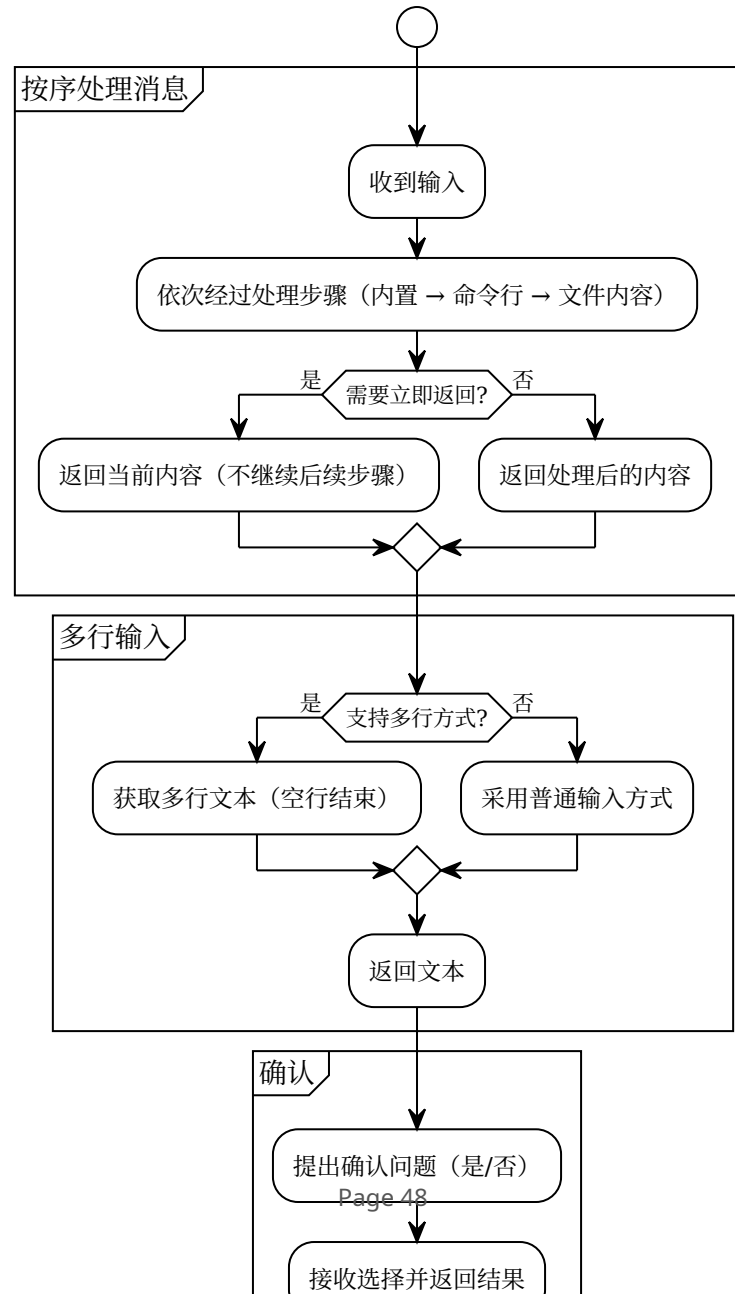 按序处理消息
收到输入
依次经过处理步骤（内置 → 命令行 → 文件内容）
是
需要立即返回?
否
返回当前内容（不继续后续步骤）
返回处理后的内容
多行输入
是
支持多行方式?
否
获取多行文本（空行结束）
采用普通输入方式
返回文本
确认
提出确认问题（是/否）
Page 48
接收选择并返回结果